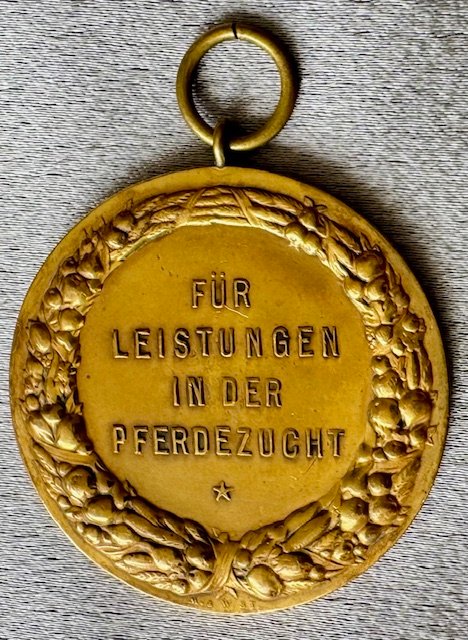 FÜR
LEISTUNGEN
IN DER
PFERDEZUCHT